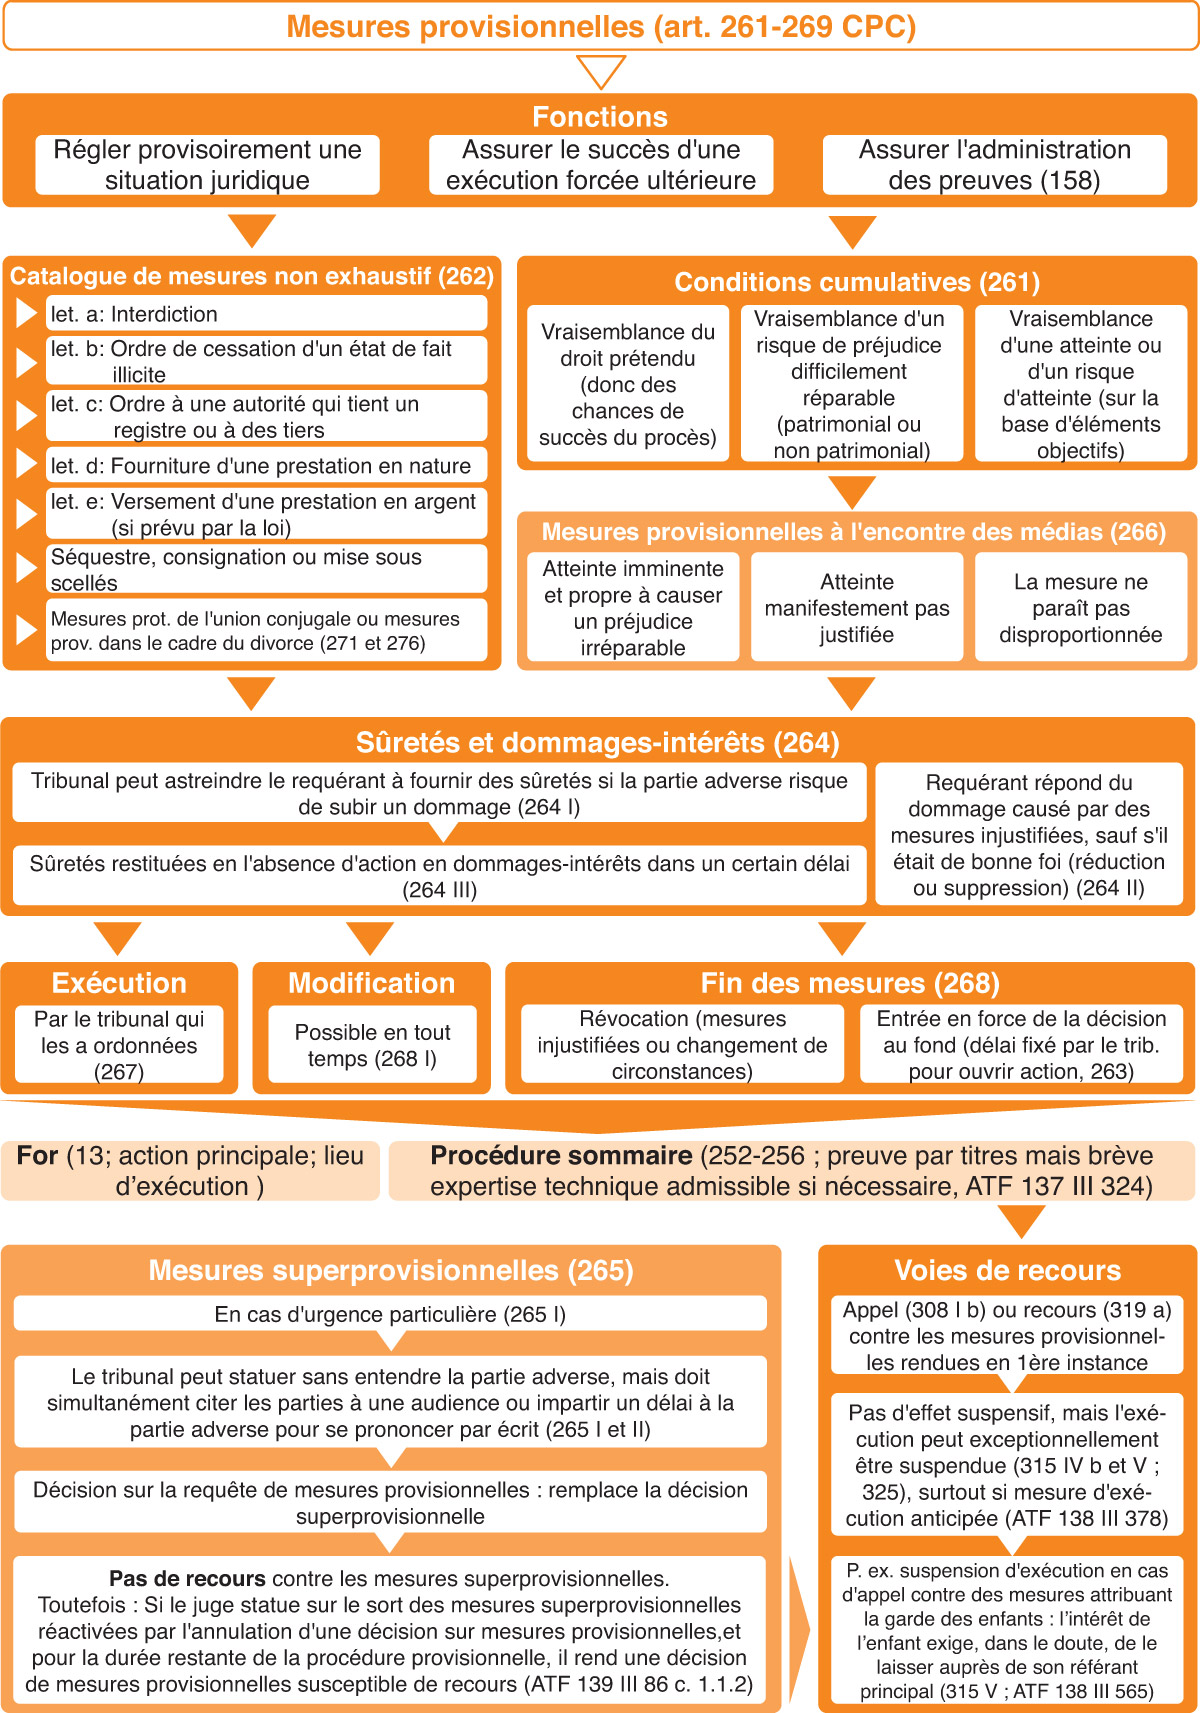 Mesures provisionnelles (art. 261-269 CPC)
Fonctions
Régler provisoirement une
situation juridique
Assurer le succès d'une
exécution forcée ultérieure
Assurer l'administration
des preuves (158)
Catalogue de mesures non exhaustif (262)
let. a: Interdiction
let. b: Ordre de cessation d'un état de fait
illicite
let. c: Ordre à une autorité qui tient un
registre ou à des tiers
let. d: Fourniture d'une prestation en nature
let. e: Versement d'une prestation en argent
(si prévu par la loi)
Séquestre, consignation ou mise sous
scellés
Mesures prot. de l'union conjugale ou mesures
prov. dans le cadre du divorce (271 et 276)
Conditions cumulatives (261)
Vraisemblance du
droit prétendu
(donc des
chances de
succès du procès)
Vraisemblance d'un
risque de préjudice
difficilement
réparable
(patrimonial ou
non patrimonial)
Vraisemblance
d'une atteinte ou
d'un risque
d'atteinte (sur la
base d'éléments
objectifs)
Mesures provisionnelles à l'encontre des médias (266)
Atteinte imminente
et propre à causer
un préjudice
irréparable
Atteinte
manifestement pas
justifiée
La mesure ne
paraît pas
disproportionnée
Sûretés et dommages-intérêts (264)
Tribunal peut astreindre le requérant à fournir des sûretés si la partie adverse risque
de subir un dommage (264 I)
Sûretés restituées en l'absence d'action en dommages-intérêts dans un certain délai
(264 III)
Requérant répond du
dommage causé par des
mesures injustifiées, sauf s'il
était de bonne foi (réduction
ou suppression) (264 II)
Exécution
Par le tribunal qui
les a ordonnées
(267)
Modification
Possible en tout
temps (268 I)
Fin des mesures (268)
Révocation (mesures
injustifiées ou changement de
circonstances)
Entrée en force de la décision
au fond (délai fixé par le trib.
pour ouvrir action, 263)
For (13; action principale; lieu
d’exécution )
Procédure sommaire (252-256 ; preuve par titres mais brève
expertise technique admissible si nécessaire, ATF 137 III 324)
Mesures superprovisionnelles (265)
En cas d'urgence particulière (265 I)
Le tribunal peut statuer sans entendre la partie adverse, mais doit
simultanément citer les parties à une audience ou impartir un délai à la
partie adverse pour se prononcer par écrit (265 I et II)
Décision sur la requête de mesures provisionnelles : remplace la décision
superprovisionnelle
Pas de recours contre les mesures superprovisionnelles.
Toutefois : Si le juge statue sur le sort des mesures superprovisionnelles
réactivées par l'annulation d'une décision sur mesures provisionnelles,et
pour la durée restante de la procédure provisionnelle, il rend une décision
de mesures provisionnelles susceptible de recours (ATF 139 III 86 c. 1.1.2)
Voies de recours
Appel (308 I b) ou recours (319 a)
contre les mesures provisionnel-
les rendues en 1ère instance
Pas d'effet suspensif, mais l'exé-
cution peut exceptionnellement
être suspendue (315 IV b et V ;
325), surtout si mesure d'exé-
cution anticipée (ATF 138 III 378)
P. ex. suspension d'exécution en cas
d'appel contre des mesures attribuant
la garde des enfants : l’intérêt de
l’enfant exige, dans le doute, de le
laisser auprès de son référant
principal (315 V ; ATF 138 III 565)